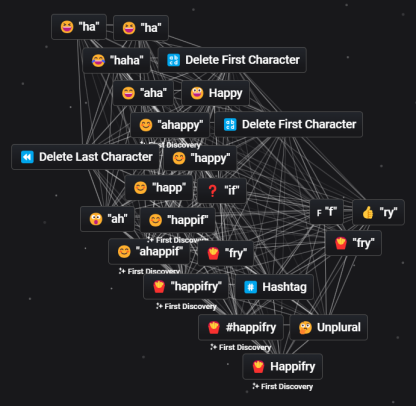 "ha" "ha"
"haha" Delete First Character
"aha" Happy
"ahappy" Delete First Character
First Discovery
Delete Last Character "happy"
"happ" "if"
"ah" "happif" F "f" "ry"
First Discovery
"fry"
"ahappif" "fry"
First Discovery
"happifry" # Hashtag
First Discovery
#happifry Unplural
First Discovery
Happifry
First Discovery